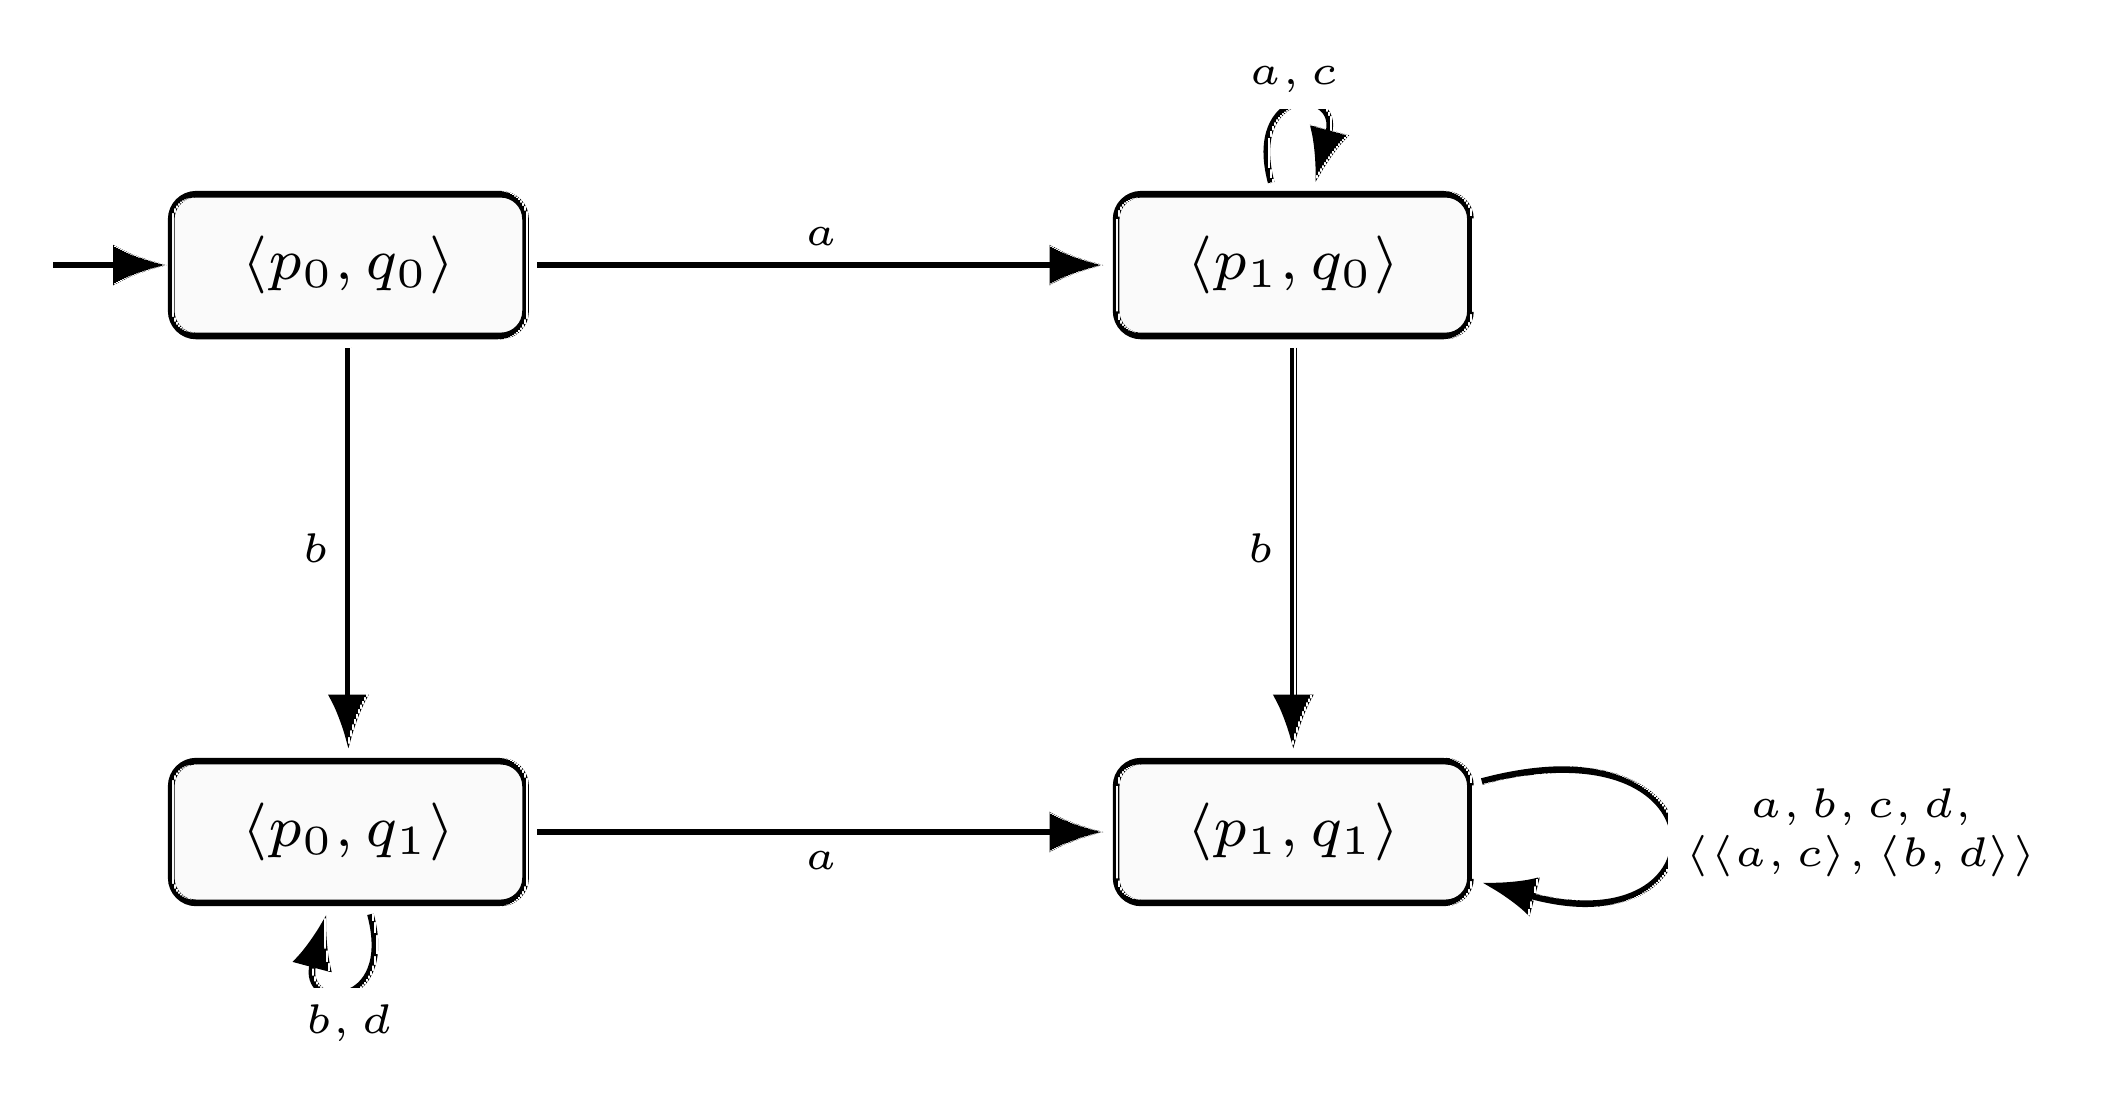 a, c
⟨p₀, q₀⟩
a
⟨p₁, q₀⟩
b
b
⟨p₀, q₁⟩
a
⟨p₁, q₁⟩
a, b, c, d,
⟨⟨a, c⟩, ⟨b, d⟩⟩
b, d